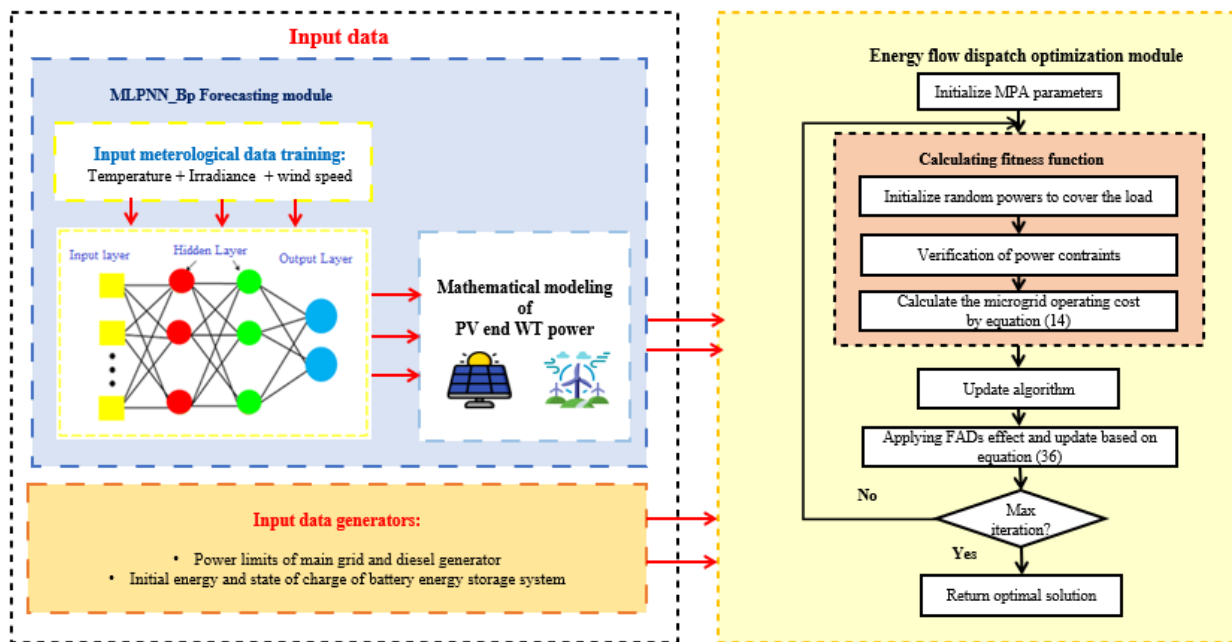 Input data
MLPNN_Bp Forecasting module
Input meterological data training:
Temperature + Irradiance + wind speed
Input layer
Hidden Layer
Output Layer
Mathematical modeling
of
PV end WT power
Input data generators:
• Power limits of main grid and diesel generator
• Initial energy and state of charge of battery energy storage system
Energy flow dispatch optimization module
Initialize MPA parameters
Calculating fitness function
Initialize random powers to cover the load
Verification of power contraints
Calculate the microgrid operating cost
by equation (14)
Update algorithm
Applying FADs effect and update based on
equation (36)
No
Max
iteration?
Yes
Return optimal solution